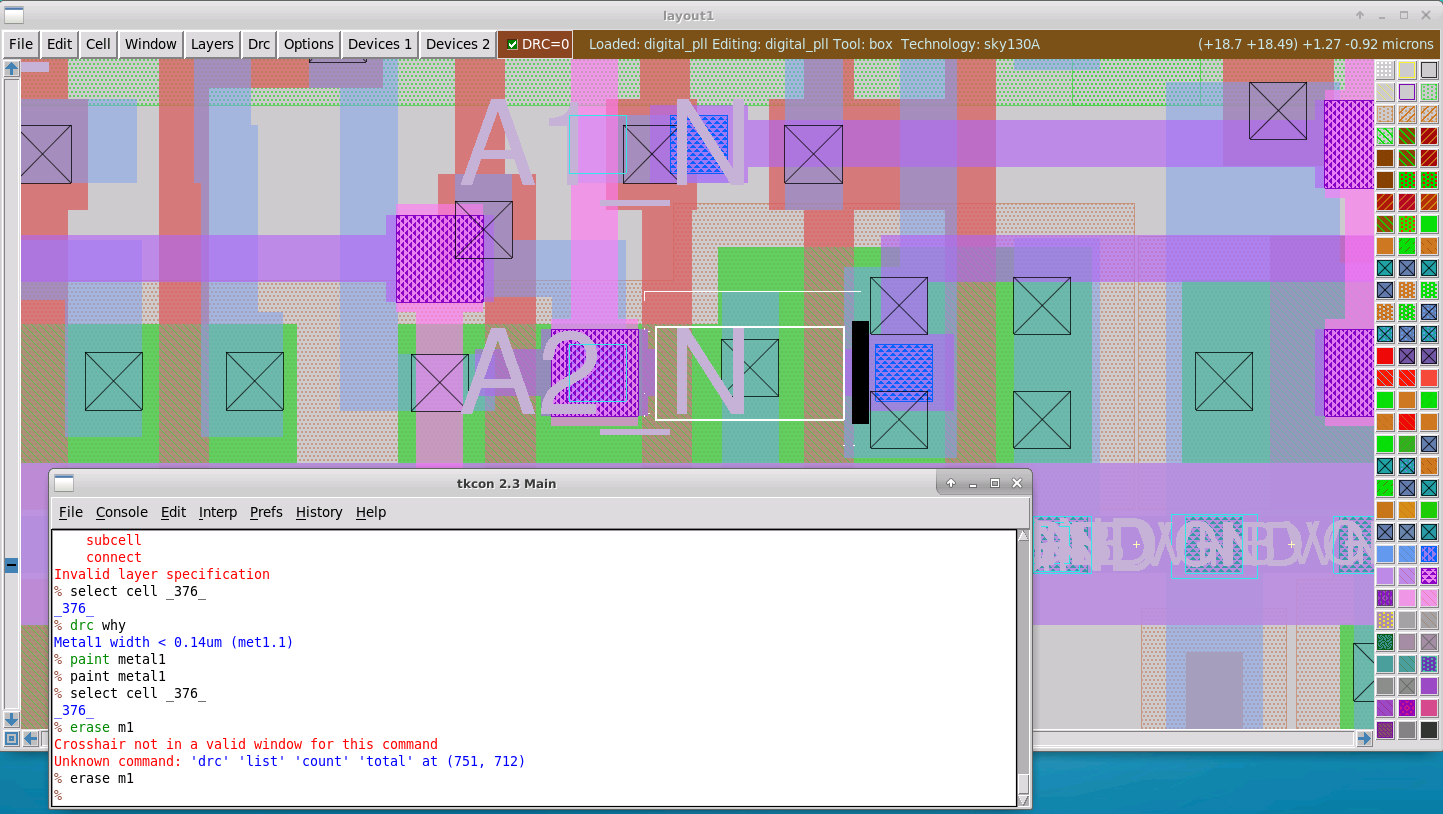 layout1
File Edit Cell Window Layers Drc Options Devices 1 Devices 2 DRC=0 Loaded: digital_pll Editing: digital_pll Tool: box Technology: sky130A (+18.7 +18.49) +1.27 -0.92 microns
A1_N
A2_N
tkcon 2.3 Main
File Console Edit Interp Prefs History Help
subcell
connect
Invalid layer specification
% select cell _376_
_376_
% drc why
Metal1 width < 0.14um (met1.1)
% paint metal1
% paint metal1
% select cell _376_
_376_
% erase m1
Crosshair not in a valid window for this command
Unknown command: 'drc' 'list' 'count' 'total' at (751, 712)
% erase m1
%